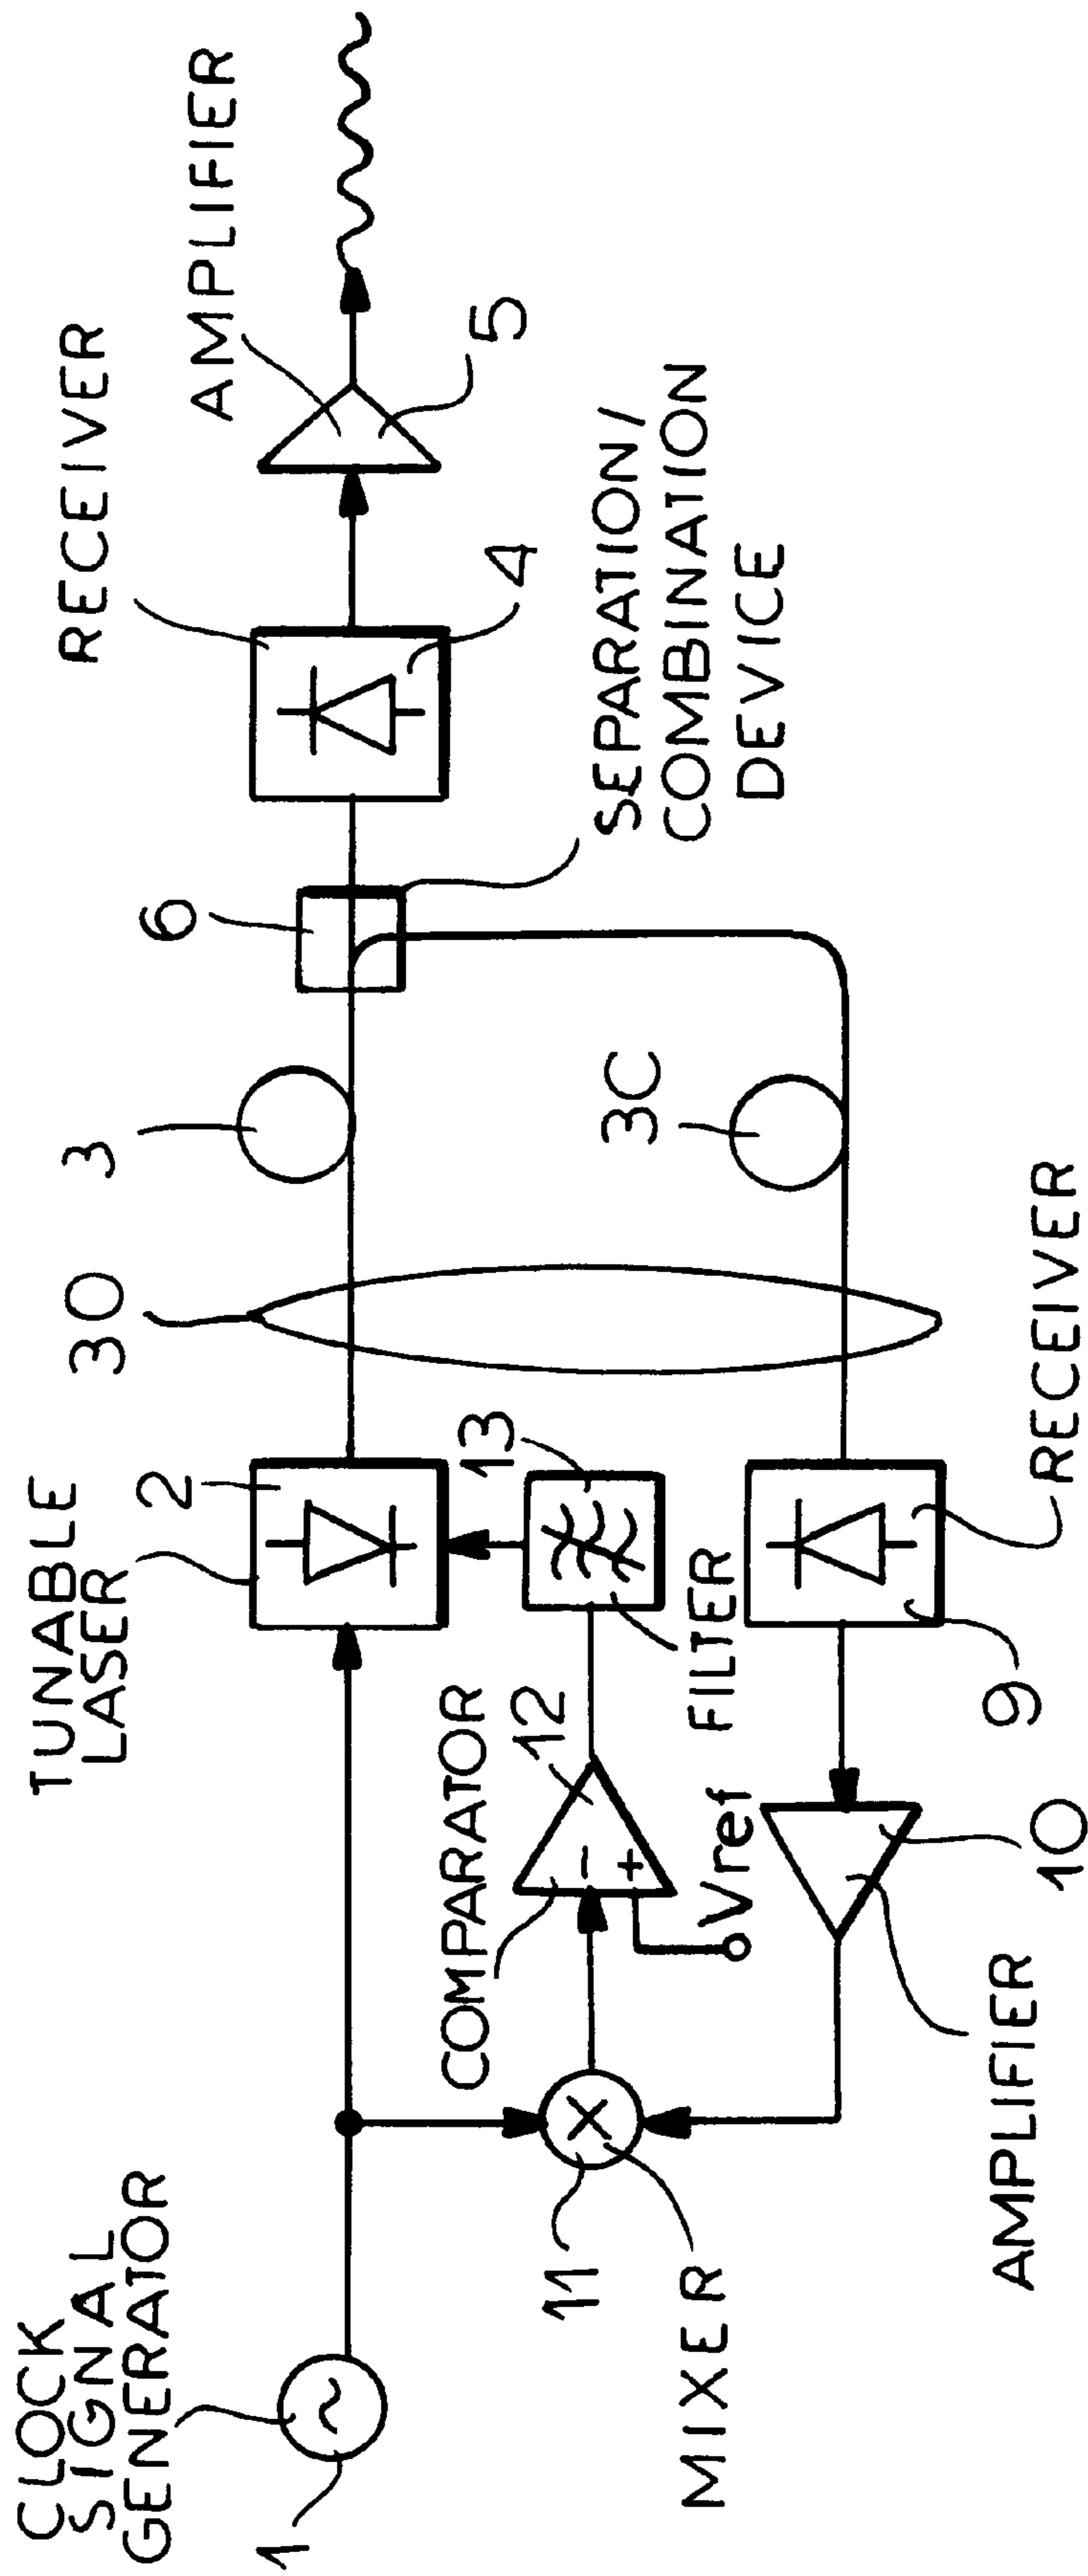 CLOCK
SIGNAL
GENERATOR
1
TUNABLE
LASER
2
30
3
6
RECEIVER
4
AMPLIFIER
5
SEPARATION/
COMBINATION
DEVICE
3C
COMPARATOR
12
13
FILTER
-
+
Vref
11
MIXER
AMPLIFIER
10
9
RECEIVER